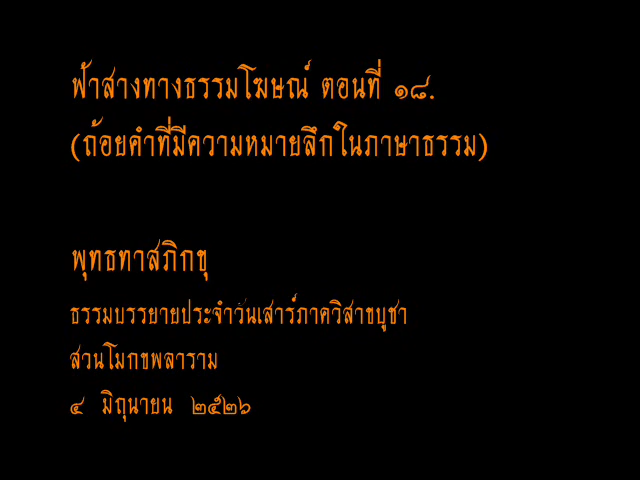 ฟ้าสางทางธรรมโฆษณ์ ตอนที่ ๑๘.
(ถ้อยคำที่มีความหมายลึกในภาษาธรรม)
พุทธทาสภิกขุ
ธรรมบรรยายประจำวันเสาร์ภาควิสาขบูชา
สวนโมกขพลาราม
๔ มิถุนายน ๒๕๒๖